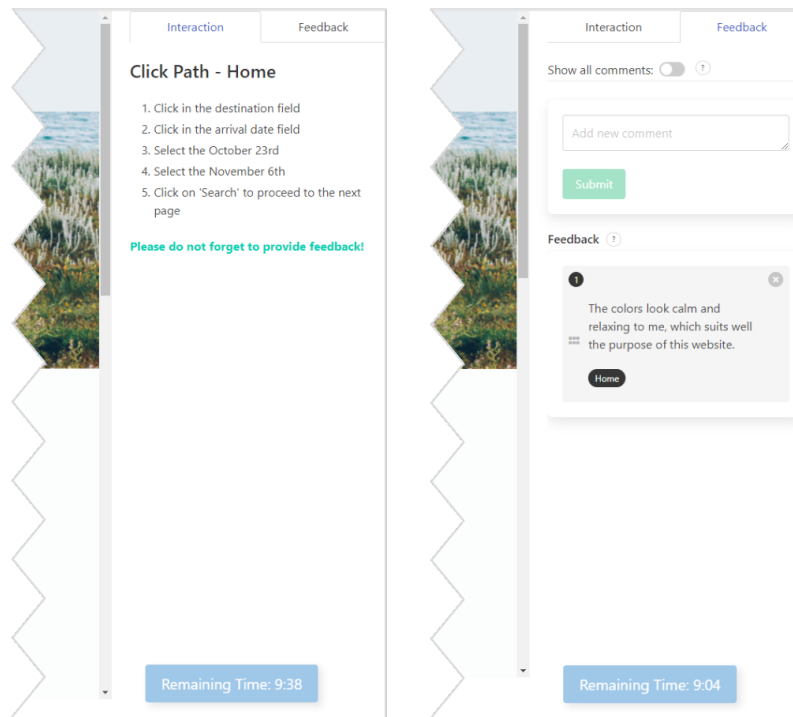 Interaction
Feedback
Click Path - Home
1. Click in the destination field
2. Click in the arrival date field
3. Select the October 23rd
4. Select the November 6th
5. Click on 'Search' to proceed to the next
page
Please do not forget to provide feedback!
Remaining Time: 9:38
Interaction
Feedback
Show all comments:
?
Add new comment
Submit
Feedback
?
1
The colors look calm and
relaxing to me, which suits well
the purpose of this website.
Home
Remaining Time: 9:04